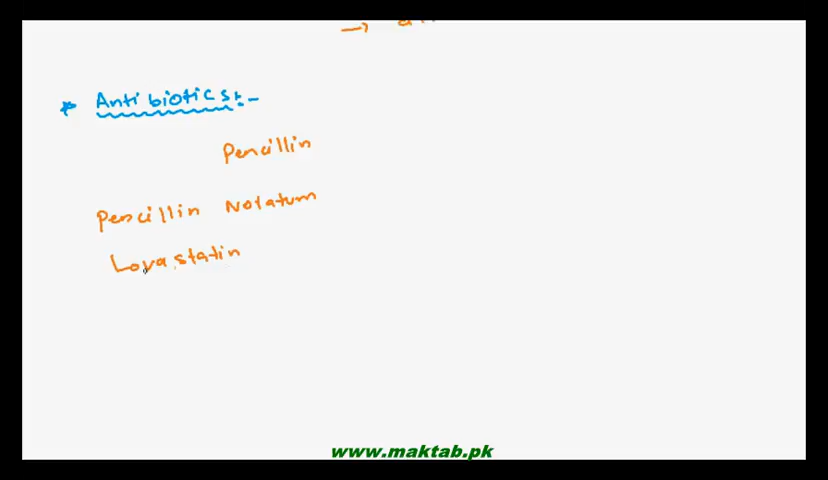 →
* Antibiotics:-
Pencillin
Pencillin Notatum
Lovastatin
www.maktab.pk